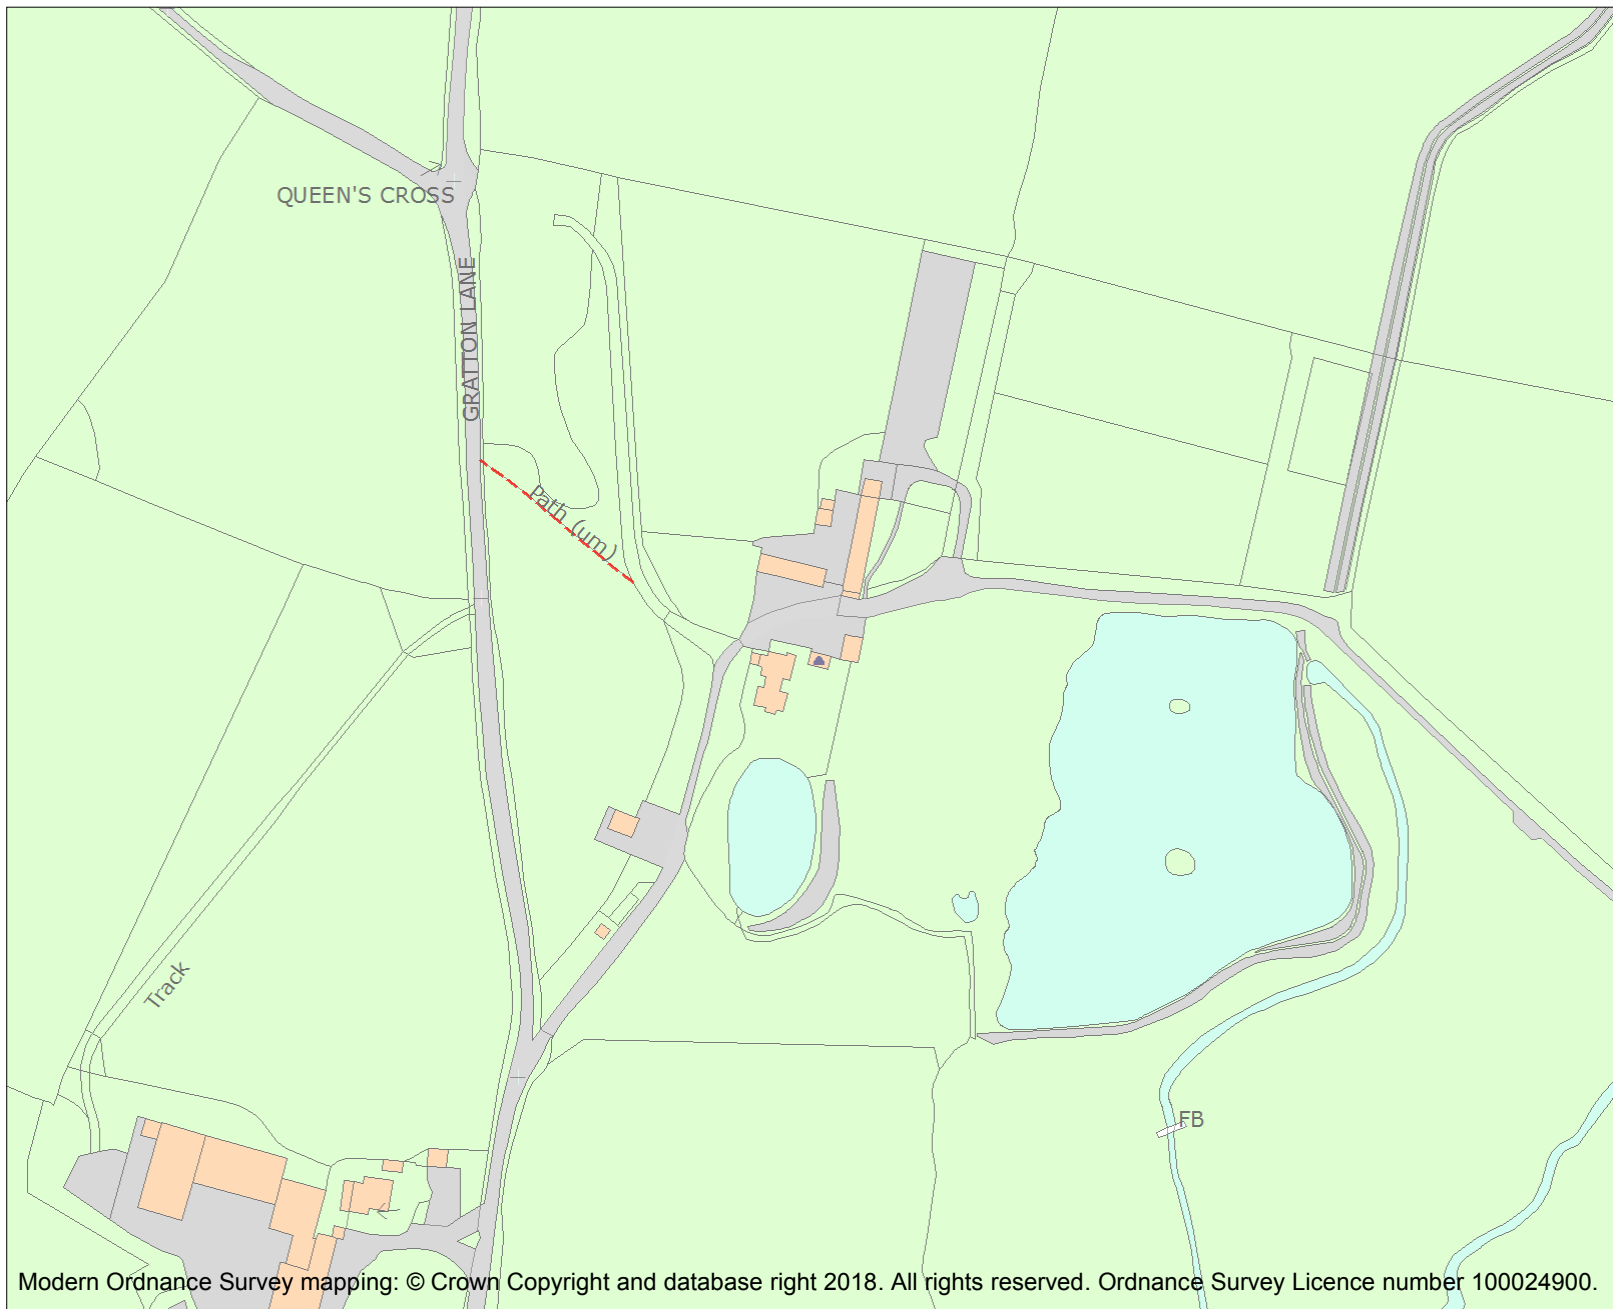 QUEEN'S CROSS
GRATTON LANE
Path (um)
Track
FB
Modern Ordnance Survey mapping: © Crown Copyright and database right 2018. All rights reserved. Ordnance Survey Licence number 100024900.